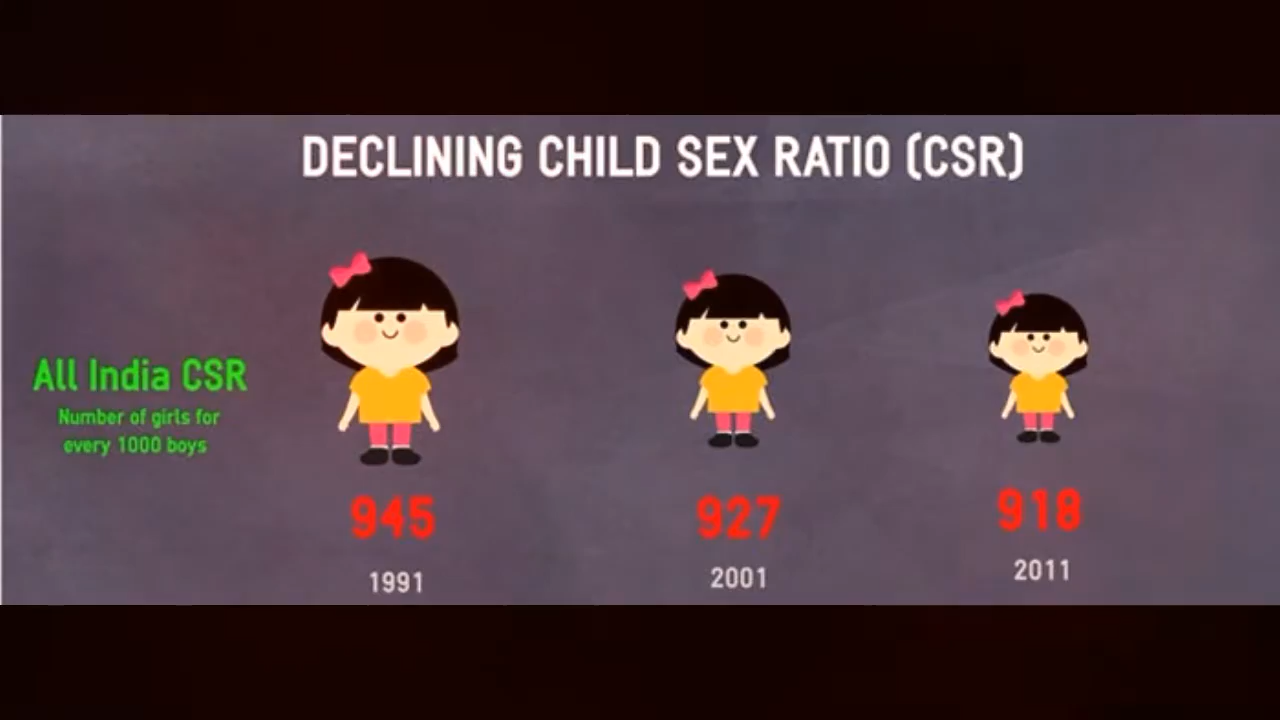 DECLINING CHILD SEX RATIO (CSR)
All India CSR
Number of girls for
every 1000 boys
945
927
918
1991
2001
2011